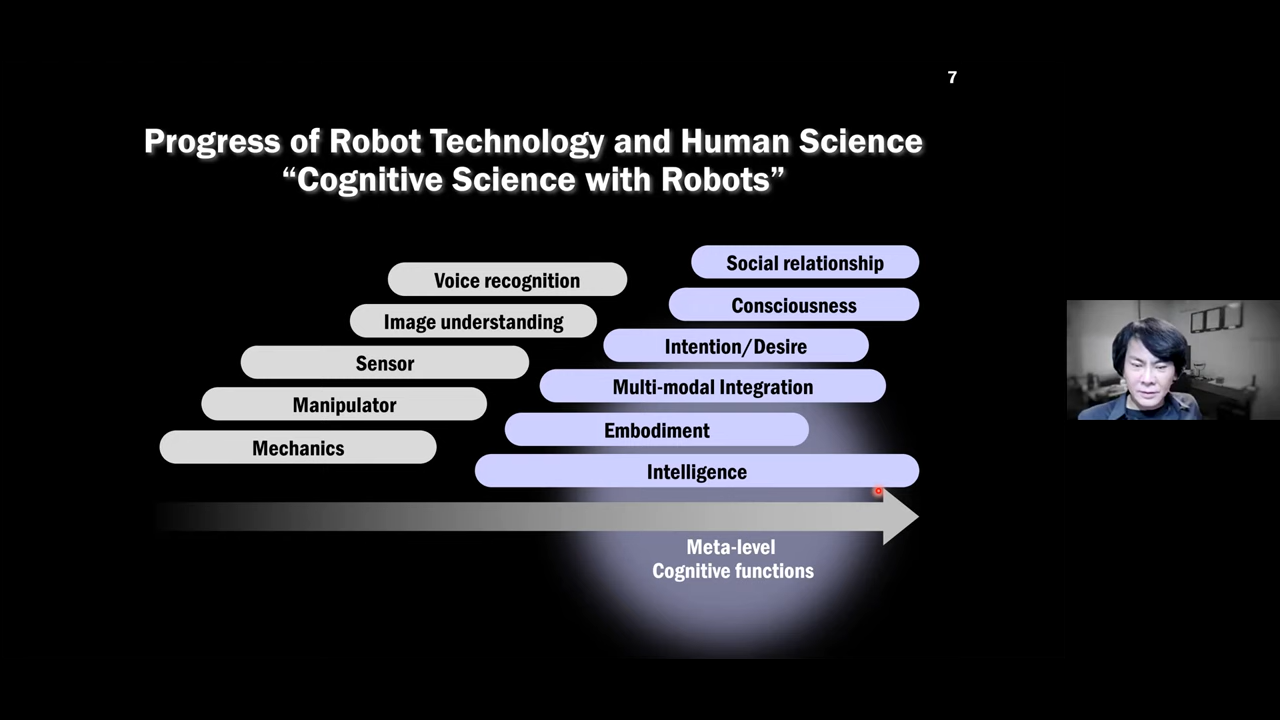 7
Progress of Robot Technology and Human Science
“Cognitive Science with Robots”
Social relationship
Voice recognition
Consciousness
Image understanding
Intention/Desire
Sensor
Multi-modal Integration
Manipulator
Embodiment
Mechanics
Intelligence
Meta-level
Cognitive functions